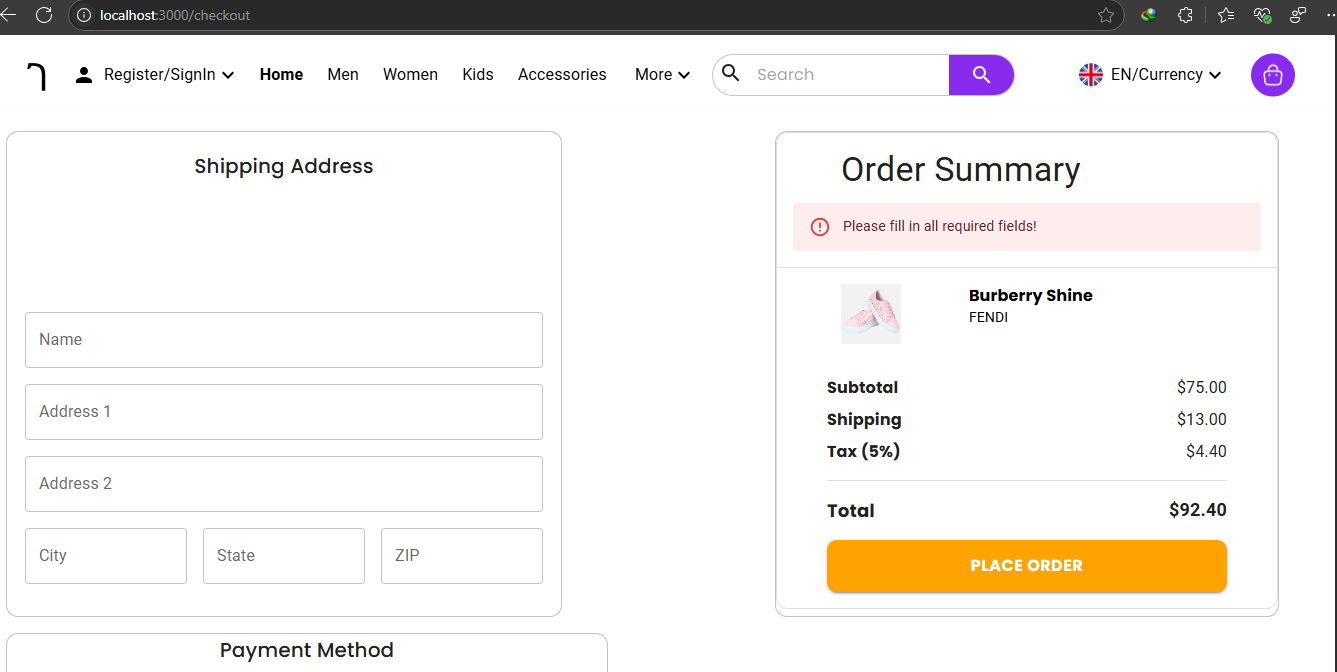 localhost:3000/checkout
Register/SignIn Home Men Women Kids Accessories More Search EN/Currency
Shipping Address
Name
Address 1
Address 2
City State ZIP
Payment Method
Order Summary
Please fill in all required fields!
Burberry Shine
FENDI
Subtotal $75.00
Shipping $13.00
Tax (5%) $4.40
Total $92.40
PLACE ORDER